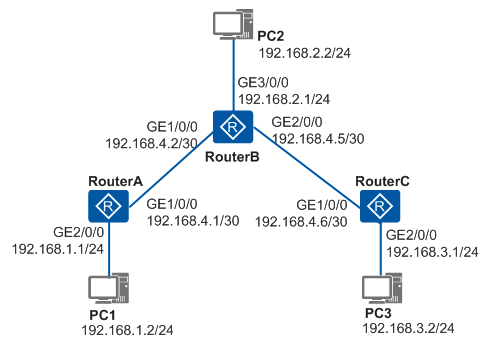 PC2
192.168.2.2/24
GE3/0/0
192.168.2.1/24
GE1/0/0
192.168.4.2/30
R
GE2/0/0
192.168.4.5/30
RouterB
RouterA
R
GE1/0/0
192.168.4.1/30
GE2/0/0
192.168.1.1/24
RouterC
R
GE1/0/0
192.168.4.6/30
GE2/0/0
192.168.3.1/24
PC1
192.168.1.2/24
PC3
192.168.3.2/24